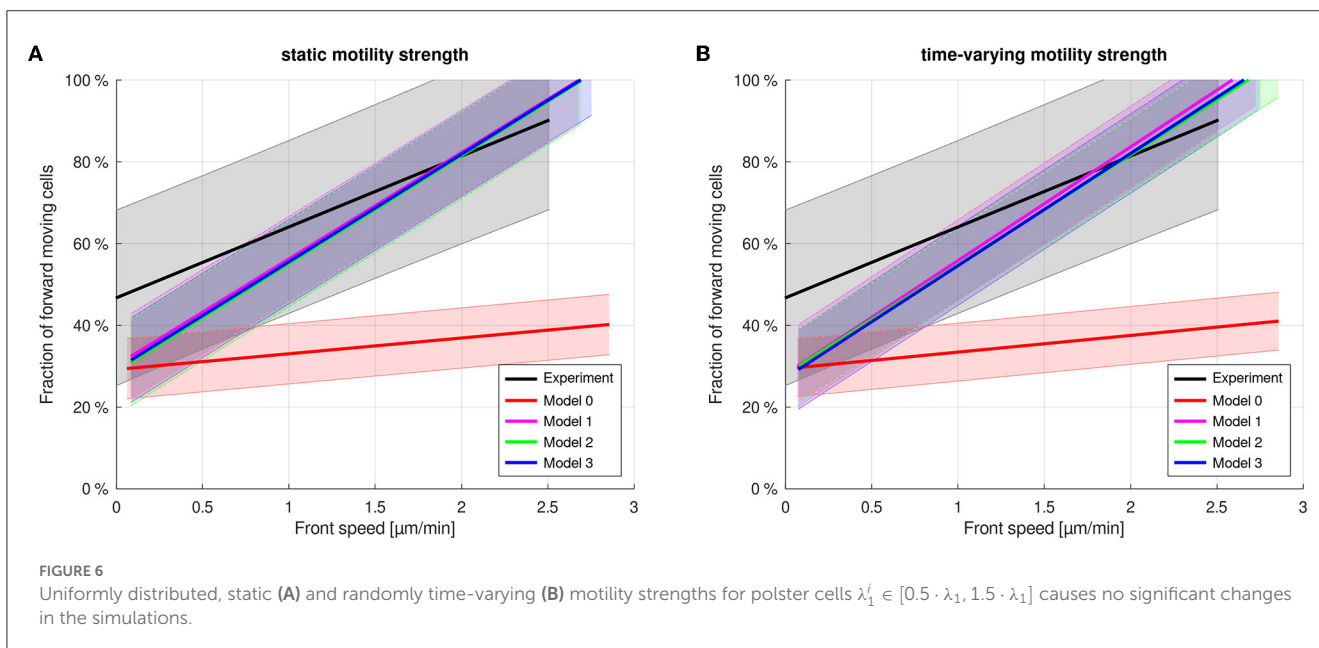 A
static motility strength
100 %
80 %
60 %
40 %
20 %
0 %
Fraction of forward moving cells
0 0.5 1 1.5 2 2.5 3
Front speed [µm/min]
Experiment
Model 0
Model 1
Model 2
Model 3
B
time-varying motility strength
100 %
80 %
60 %
40 %
20 %
0 %
Fraction of forward moving cells
0 0.5 1 1.5 2 2.5 3
Front speed [µm/min]
Experiment
Model 0
Model 1
Model 2
Model 3
FIGURE 6
Uniformly distributed, static (A) and randomly time-varying (B) motility strengths for polster cells λ₁ⁱ ∈ [0.5 · λ₁, 1.5 · λ₁] causes no significant changes
in the simulations.